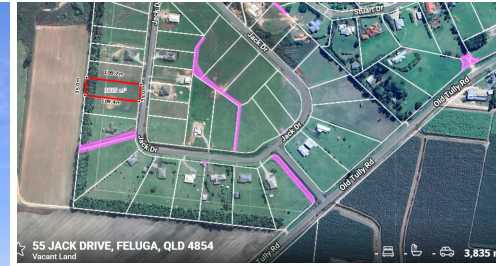 Stuart Dr
Jack Dr
Old Tully Rd
Jack Dr
Jack Dr
Old Tully Rd
Old Tully Rd
55 JACK DRIVE, FELUGA, QLD 4854
Vacant Land
- - - 3,835 m